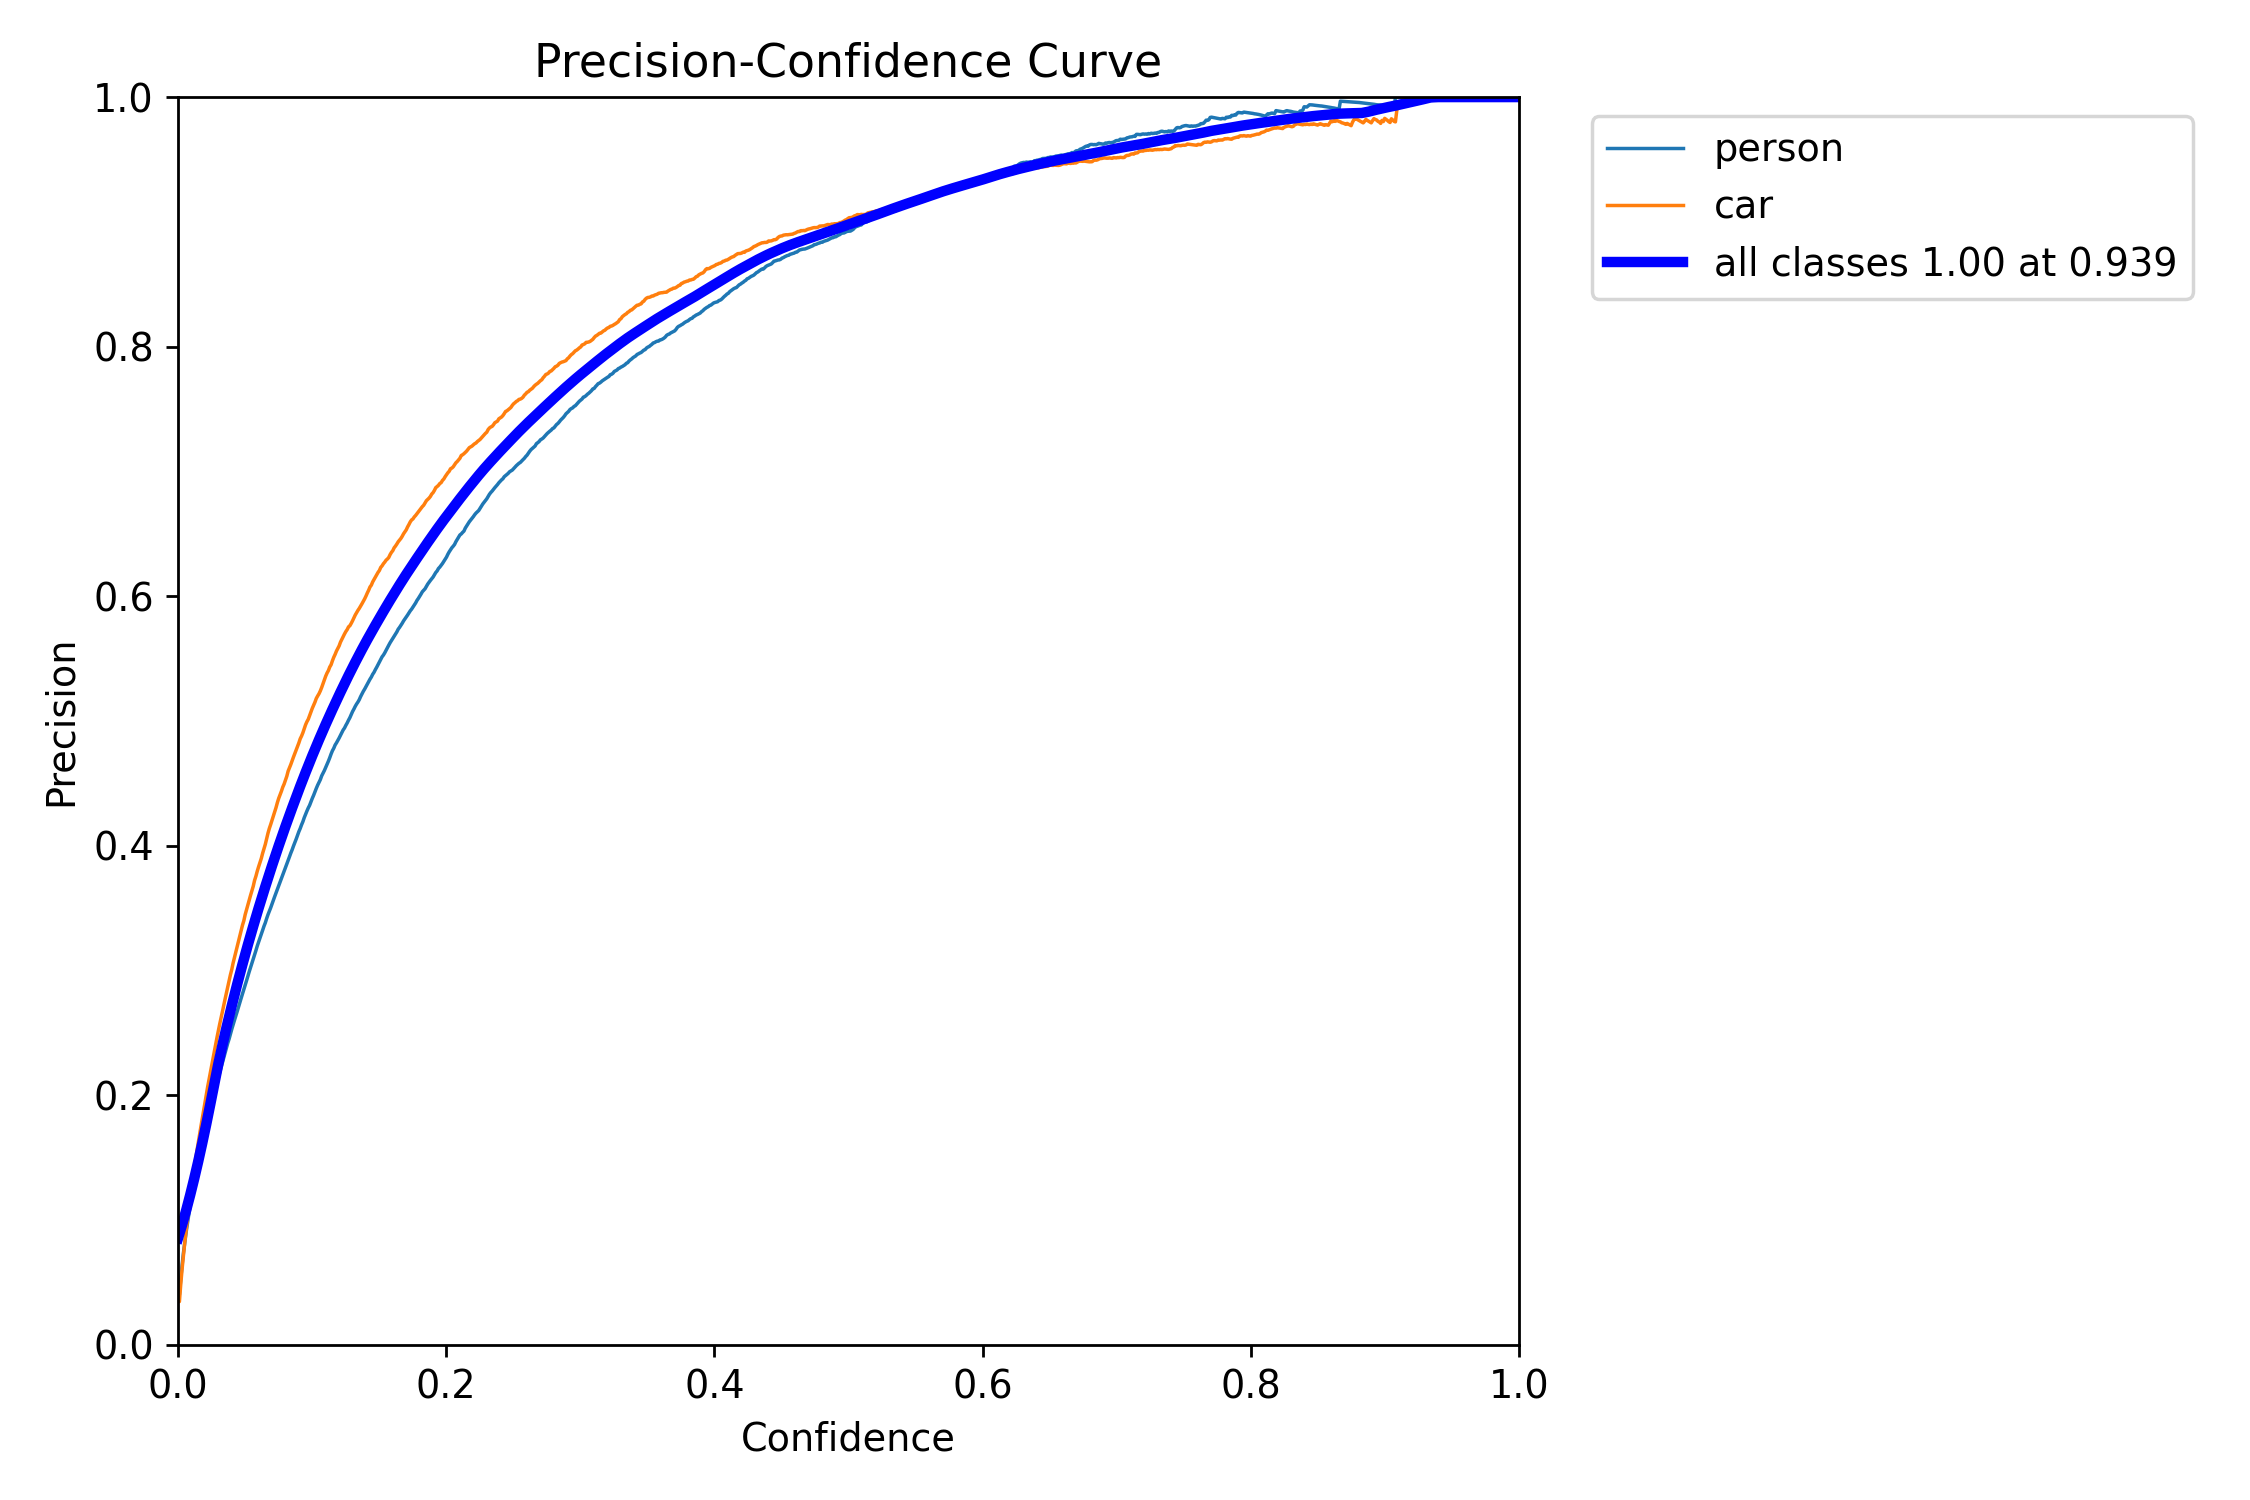 Precision-Confidence Curve
1.0
0.8
0.6
0.4
0.2
0.0
Precision
0.0 0.2 0.4 0.6 0.8 1.0
Confidence
person
car
all classes 1.00 at 0.939